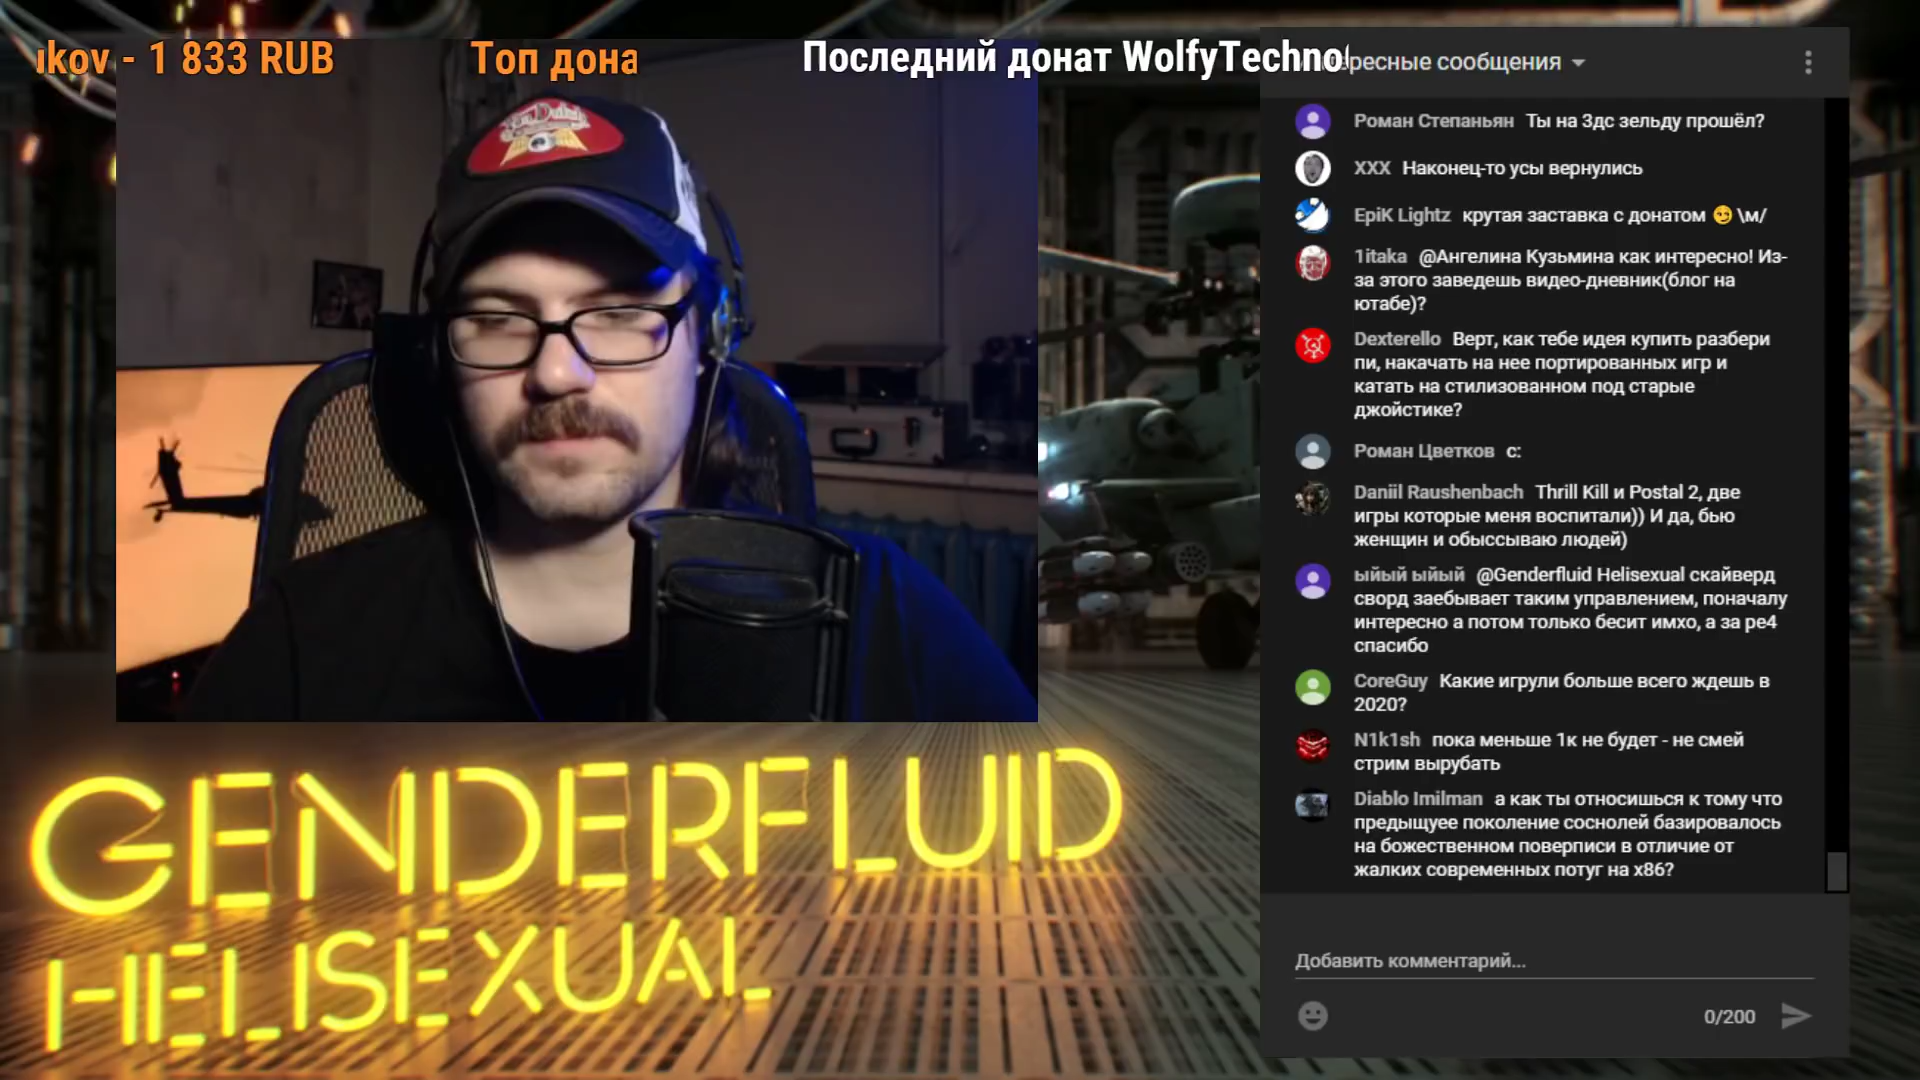 ıkov - 1 833 RUB
Топ дона
Последний донат WolfyTechno
ресные сообщения
Роман Степаньян Ты на 3дс зельду прошёл?
XXX Наконец-то усы вернулись
EpiK Lightz крутая заставка с донатом 😏 \м/
1itaka @Ангелина Кузьмина как интересно! Из-
за этого заведешь видео-дневник(блог на
ютабе)?
Dexterello Верт, как тебе идея купить разбери
пи, накачать на нее портированных игр и
катать на стилизованном под старые
джойстике?
Роман Цветков с:
Daniil Raushenbach Thrill Kill и Postal 2, две
игры которые меня воспитали)) И да, бью
женщин и обыссываю людей)
ыйый ыйый @Genderfluid Helisexual скайверд
сворд заебывает таким управлением, поначалу
интересно а потом только бесит имхо, а за ре4
спасибо
CoreGuy Какие игрули больше всего ждешь в
2020?
N1k1sh пока меньше 1к не будет - не смей
стрим вырубать
Diablo Imilman а как ты относишься к тому что
предыщуее поколение соснолей базировалось
на божественном поверписи в отличие от
жалких современных потуг на x86?
Добавить комментарий...
0/200
GENDERFLUID
HELISEXUAL